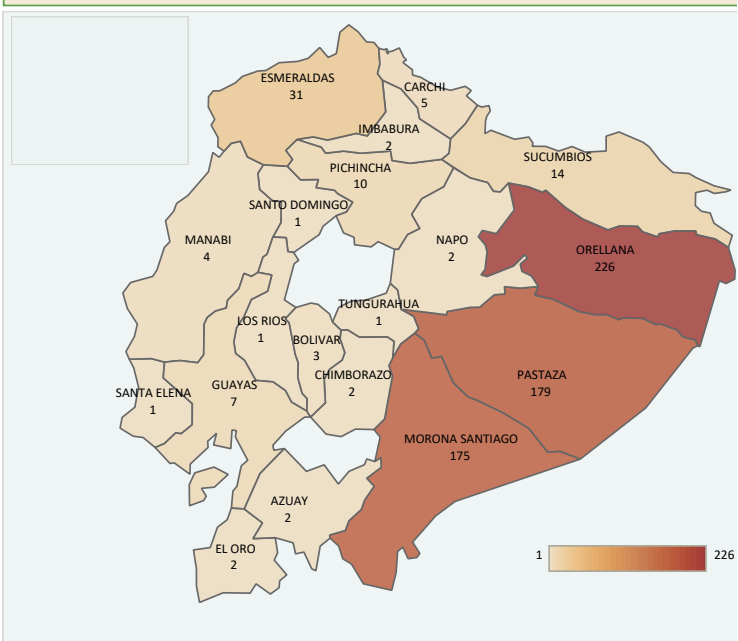 ESMERALDAS
31
CARCHI
5
IMBABURA
2
PICHINCHA
10
SUCUMBIOS
14
SANTO DOMINGO
1
MANABI
4
NAPO
2
ORELLANA
226
TUNGURAHUA
1
LOS RIOS
1
BOLIVAR
3
CHIMBORAZO
2
SANTA ELENA
1
GUAYAS
7
PASTAZA
179
MORONA SANTIAGO
175
AZUAY
2
EL ORO
2
1
226